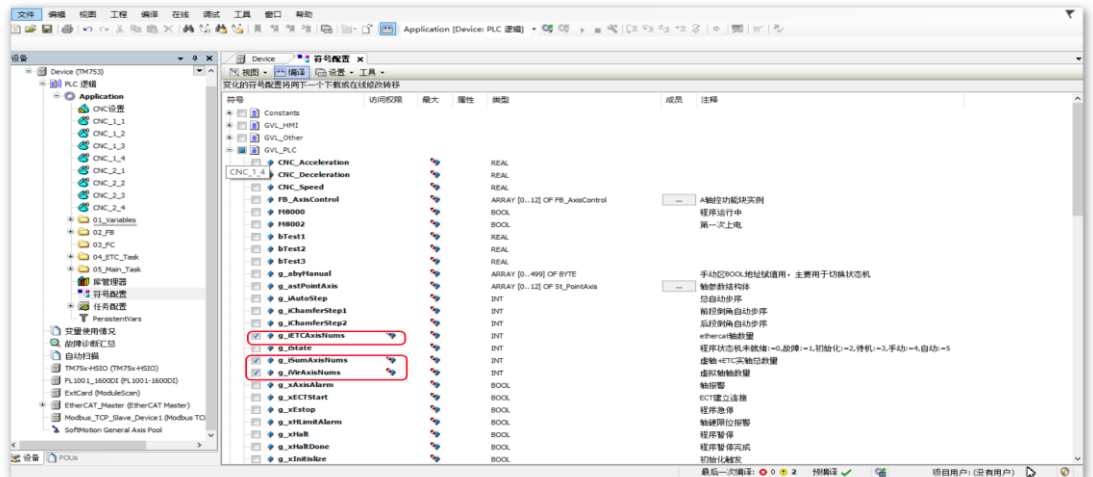 文件 编辑 视图 工程 编译 在线 调试 工具 窗口 帮助
Application [Device: PLC 逻辑]
设备
Device (TM753)
PLC 逻辑
Application
CNC设置
CNC_1_1
CNC_1_2
CNC_1_3
CNC_1_4
CNC_2_1
CNC_2_2
CNC_2_3
CNC_2_4
01_Variables
02_FB
03_FC
04_ETC_Task
05_Main_Task
库管理器
符号配置
任务配置
PersistentVars
变量使用情况
故障诊断汇总
自动扫描
TM75x-HSIO (TM75x-HSIO)
PL1001_1600DI (PL1001-1600DI)
ExtCard (ModuleScan)
EtherCAT_Master (EtherCAT Master)
Modbus_TCP_Slave_Device1 (Modbus TCI
SoftMotion General Axis Pool
设备 POUs
Device 符号配置
视图 编译 设置 工具
变化的符号配置将同下一个下载或在线修改转移
符号 访问权限 最大 属性 类型 成员 注释
Constants
GVL_HMI
GVL_Other
GVL_PLC
CNC_Acceleration REAL
CNC_1_4
CNC_Deceleration REAL
CNC_Speed REAL
FB_AxisControl ARRAY [0..12] OF FB_AxisControl ... A轴控功能块实例
M8000 BOOL 程序运行中
M8002 BOOL 第一次上电
bTest1 REAL
bTest2 REAL
bTest3 REAL
g_abyManual ARRAY [0..499] OF BYTE 手动区BOOL地址赋值用，主要用于切换状态机
g_astPointAxis ARRAY [0..12] OF St_PointAxis ... 轴参数结构体
g_iAutoStep INT 总自动步序
g_iChamferStep1 INT 前段倒角自动步序
g_iChamferStep2 INT 后段倒角自动步序
g_iETCAxisNums INT ethercat轴数量
g_iState INT 程序状态机未就绪:=0,故障:=1,初始化:=2,待机:=3,手动:=4,自动:=5
g_iSumAxisNums INT 虚轴+ETC实轴总数量
g_iVirAxisNums INT 虚拟轴轴数量
g_xAxisAlarm BOOL 轴报警
g_xECTStart BOOL ECT建立连接
g_xEstop BOOL 程序急停
g_xHLimitAlarm BOOL 轴硬限位报警
g_xHalt BOOL 程序暂停
g_xHaltDone BOOL 程序暂停完成
g_xInitislize BOOL 初始化触发
最后一次编译: 0 2 预编译 项目用户: (没有用户)